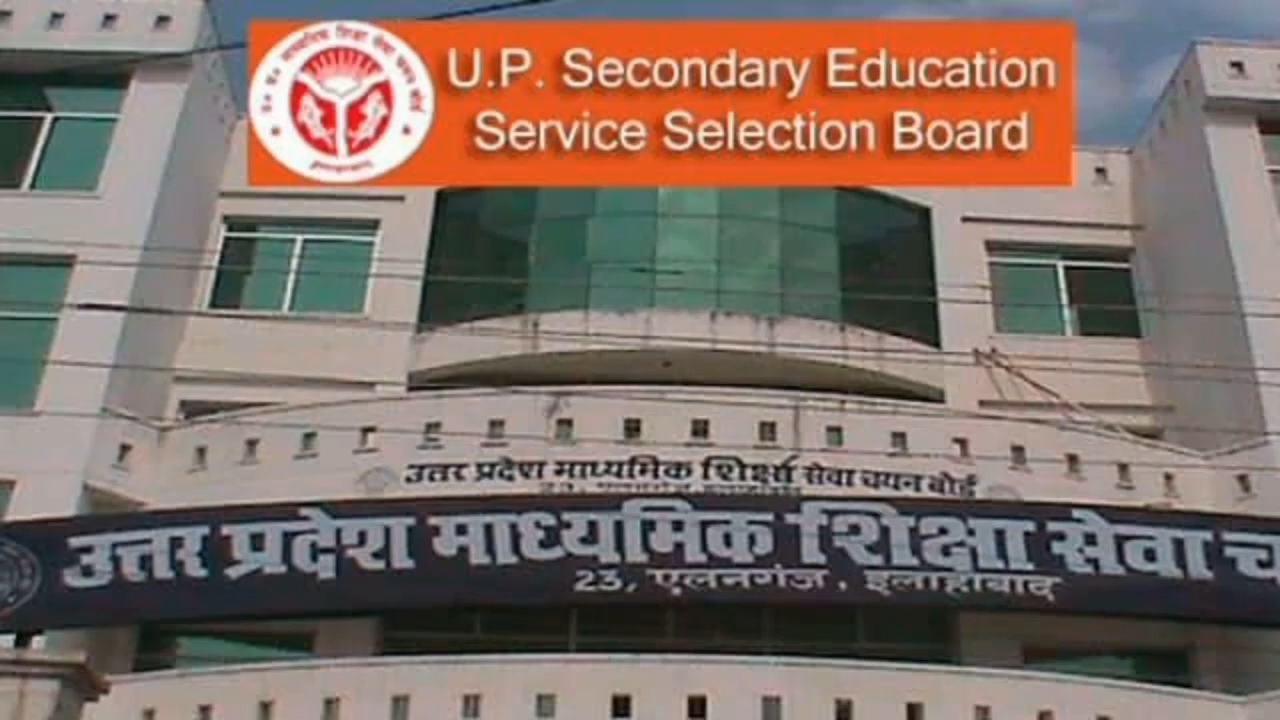 U.P. Secondary Education
Service Selection Board
उत्तर प्रदेश माध्यमिक शिक्षा सेवा चयन बोर्ड
उत्तर प्रदेश माध्यमिक शिक्षा सेवा च
23, एलनगंज, इलाहाबाद